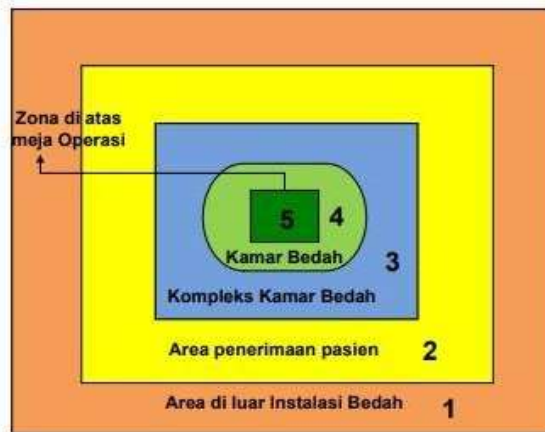 Zona di atas
meja Operasi
5
4
Kamar Bedah
3
Kompleks Kamar Bedah
Area penerimaan pasien
2
Area di luar Instalasi Bedah
1